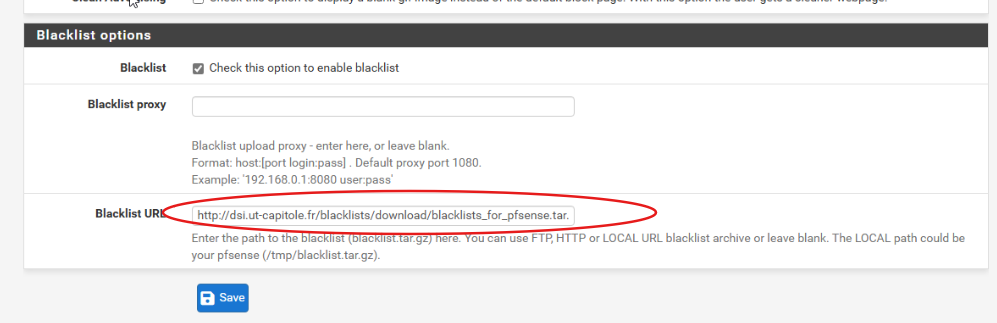 Clean Advertising Check this option to display a blank gif image instead of the default block page. With this option the user gets a cleaner webpage.
Blacklist options
Blacklist Check this option to enable blacklist
Blacklist proxy
Blacklist upload proxy - enter here, or leave blank.
Format: host:[port login:pass] . Default proxy port 1080.
Example: '192.168.0.1:8080 user:pass'
Blacklist URL http://dsi.ut-capitole.fr/blacklists/download/blacklists_for_pfsense.tar.
Enter the path to the blacklist (blacklist.tar.gz) here. You can use FTP, HTTP or LOCAL URL blacklist archive or leave blank. The LOCAL path could be
your pfsense (/tmp/blacklist.tar.gz).
Save